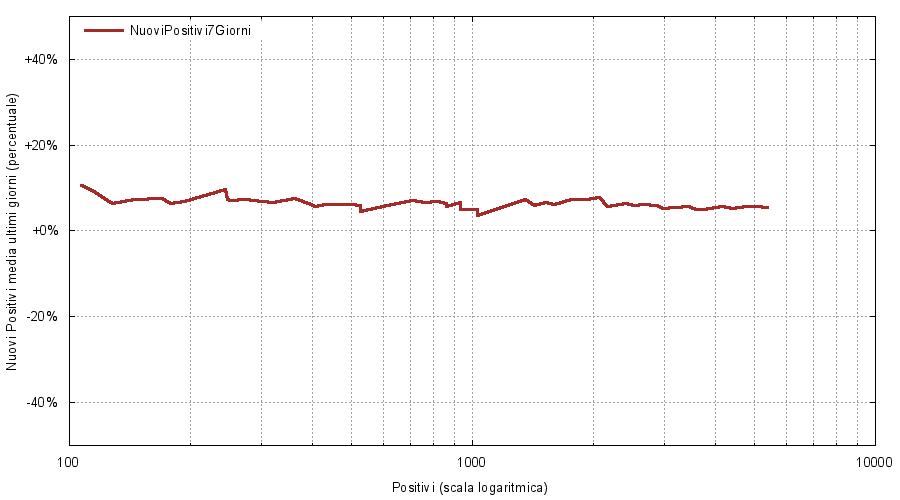 NuoviPositivi7Giorni
+40%
+20%
+0%
-20%
-40%
Nuovi Positivi media ultimi giorni (percentuale)
100
1000
10000
Positivi (scala logaritmica)